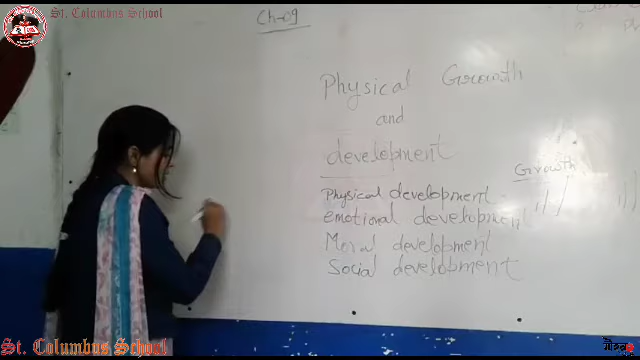 St. Columbus School
Ch-09
Physical Growth
and
development
Growth
Physical development
emotional development
Moral development
Social development
St. Columbus School